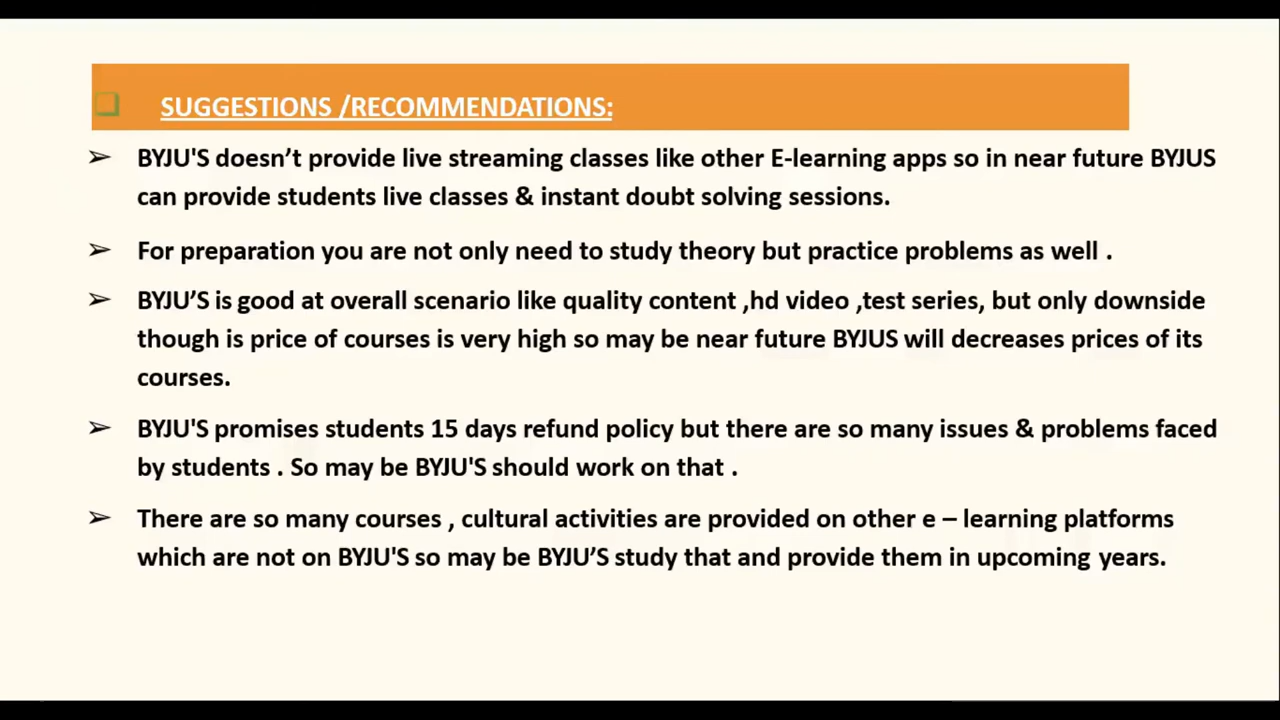 SUGGESTIONS /RECOMMENDATIONS:
➢ BYJU'S doesn’t provide live streaming classes like other E-learning apps so in near future BYJUS
can provide students live classes & instant doubt solving sessions.
➢ For preparation you are not only need to study theory but practice problems as well .
➢ BYJU’S is good at overall scenario like quality content ,hd video ,test series, but only downside
though is price of courses is very high so may be near future BYJUS will decreases prices of its
courses.
➢ BYJU'S promises students 15 days refund policy but there are so many issues & problems faced
by students . So may be BYJU'S should work on that .
➢ There are so many courses , cultural activities are provided on other e – learning platforms
which are not on BYJU'S so may be BYJU’S study that and provide them in upcoming years.